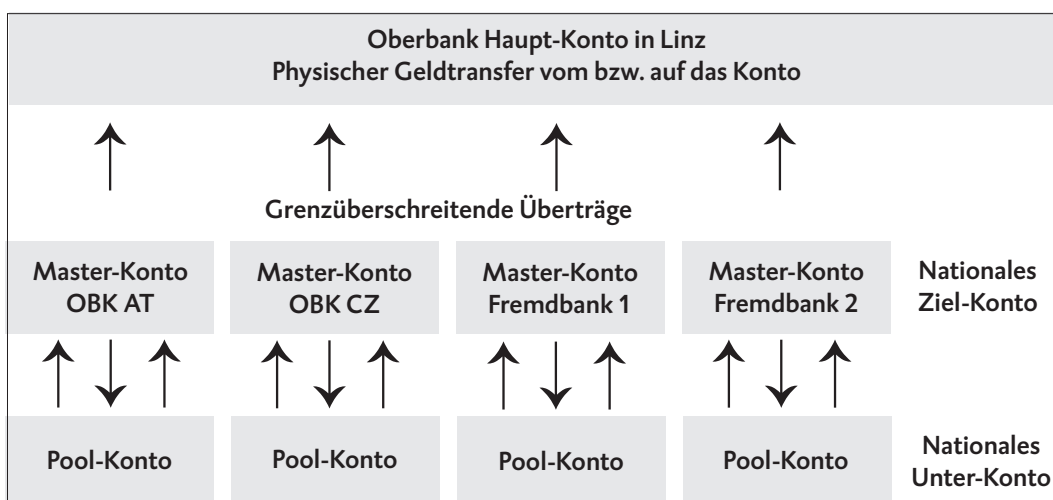 Oberbank Haupt-Konto in Linz
Physischer Geldtransfer vom bzw. auf das Konto
Grenzüberschreitende Überträge
Master-Konto
OBK AT
Master-Konto
OBK CZ
Master-Konto
Fremdbank 1
Master-Konto
Fremdbank 2
Nationales
Ziel-Konto
Pool-Konto
Pool-Konto
Pool-Konto
Pool-Konto
Nationales
Unter-Konto